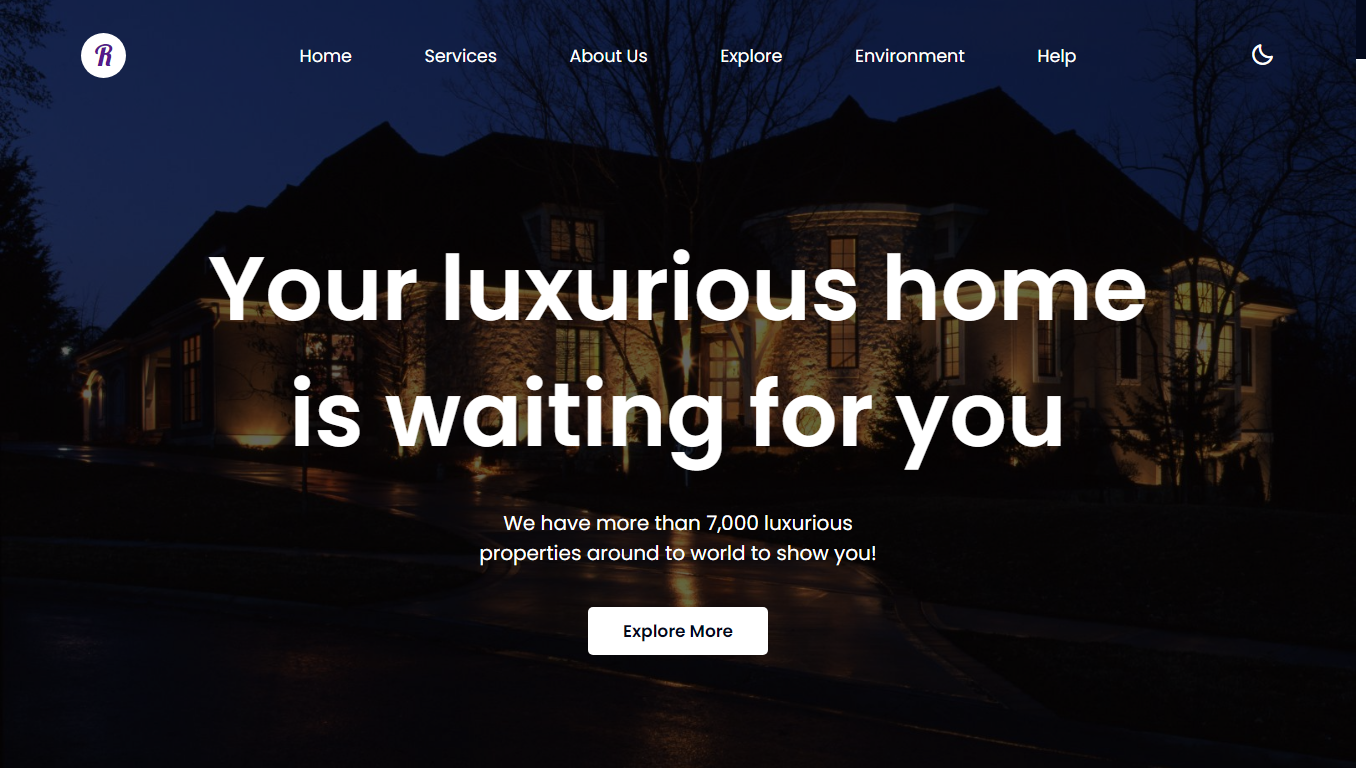 R
Home Services About Us Explore Environment Help
Your luxurious home
is waiting for you
We have more than 7,000 luxurious
properties around to world to show you!
Explore More